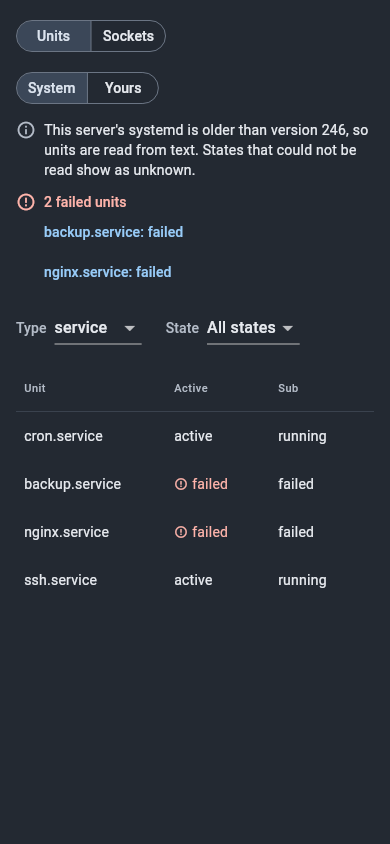 Units Sockets
System Yours
This server's systemd is older than version 246, so
units are read from text. States that could not be
read show as unknown.
2 failed units
backup.service: failed
nginx.service: failed
Type service State All states
Unit Active Sub
cron.service active running
backup.service failed failed
nginx.service failed failed
ssh.service active running